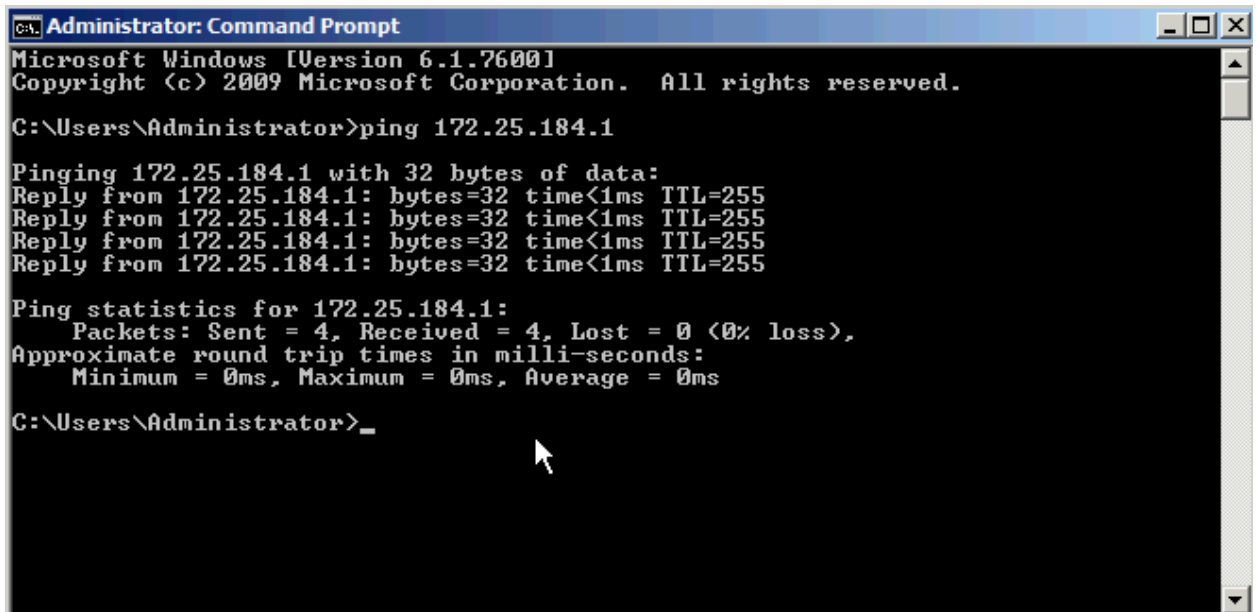 Administrator: Command Prompt
Microsoft Windows [Version 6.1.7600]
Copyright (c) 2009 Microsoft Corporation.  All rights reserved.
C:\Users\Administrator>ping 172.25.184.1
Pinging 172.25.184.1 with 32 bytes of data:
Reply from 172.25.184.1: bytes=32 time<1ms TTL=255
Reply from 172.25.184.1: bytes=32 time<1ms TTL=255
Reply from 172.25.184.1: bytes=32 time<1ms TTL=255
Reply from 172.25.184.1: bytes=32 time<1ms TTL=255
Ping statistics for 172.25.184.1:
    Packets: Sent = 4, Received = 4, Lost = 0 (0% loss),
Approximate round trip times in milli-seconds:
    Minimum = 0ms, Maximum = 0ms, Average = 0ms
C:\Users\Administrator>_